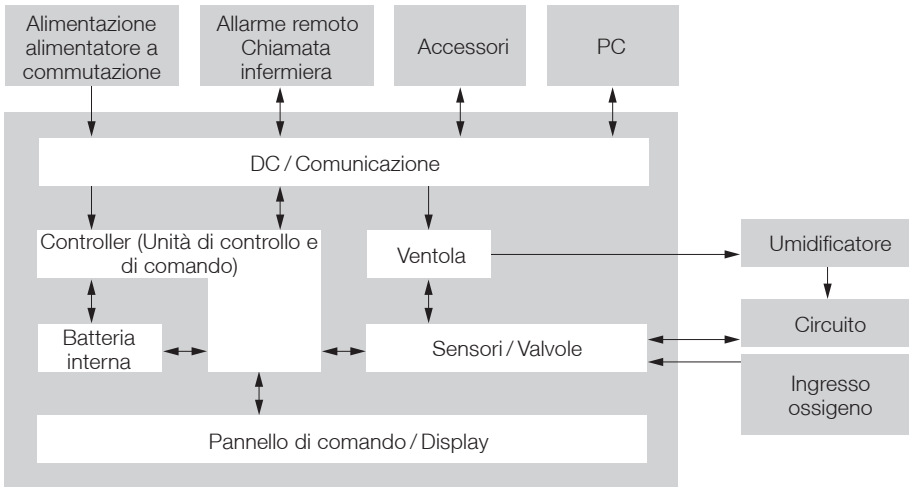 Alimentazione
alimentatore a
commutazione
Allarme remoto
Chiamata
infermiera
Accessori
PC
DC / Comunicazione
Controller (Unità di controllo e
di comando)
Ventola
Umidificatore
Batteria
interna
Sensori / Valvole
Circuito
Ingresso
ossigeno
Pannello di comando / Display